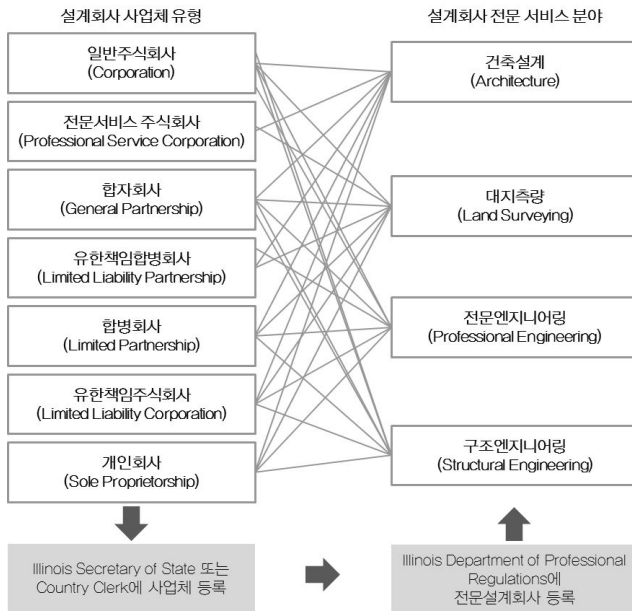 설계회사 사업체 유형
일반주식회사
(Corporation)
전문서비스 주식회사
(Professional Service Corporation)
합자회사
(General Partnership)
유한책임합병회사
(Limited Liability Partnership)
합병회사
(Limited Partnership)
유한책임주식회사
(Limited Liability Corporation)
개인회사
(Sole Proprietorship)
Illinois Secretary of State 또는
Country Clerk에 사업체 등록
설계회사 전문 서비스 분야
건축설계
(Architecture)
대지측량
(Land Surveying)
전문엔지니어링
(Professional Engineering)
구조엔지니어링
(Structural Engineering)
Illinois Department of Professional
Regulations에
전문설계회사 등록